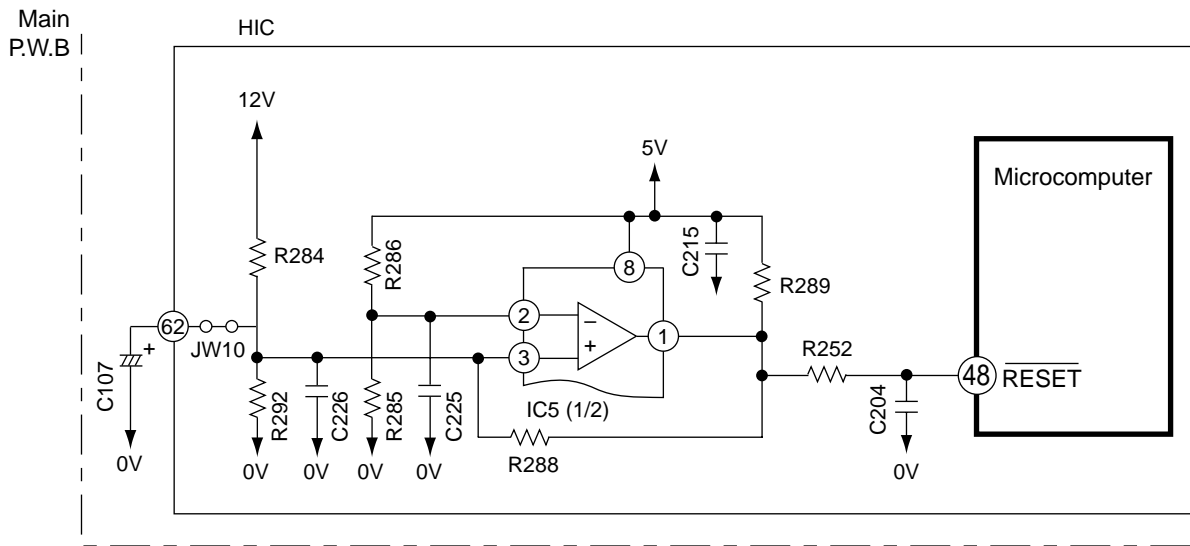 Main
P.W.B
HIC
12V
5V
Microcomputer
R284
R286
8
C215
R289
62
JW10
2
−
1
3
+
R252
48
RESET
+
C107
R292
C226
R285
C225
IC5 (1/2)
C204
R288
0V
0V
0V
0V
0V
0V